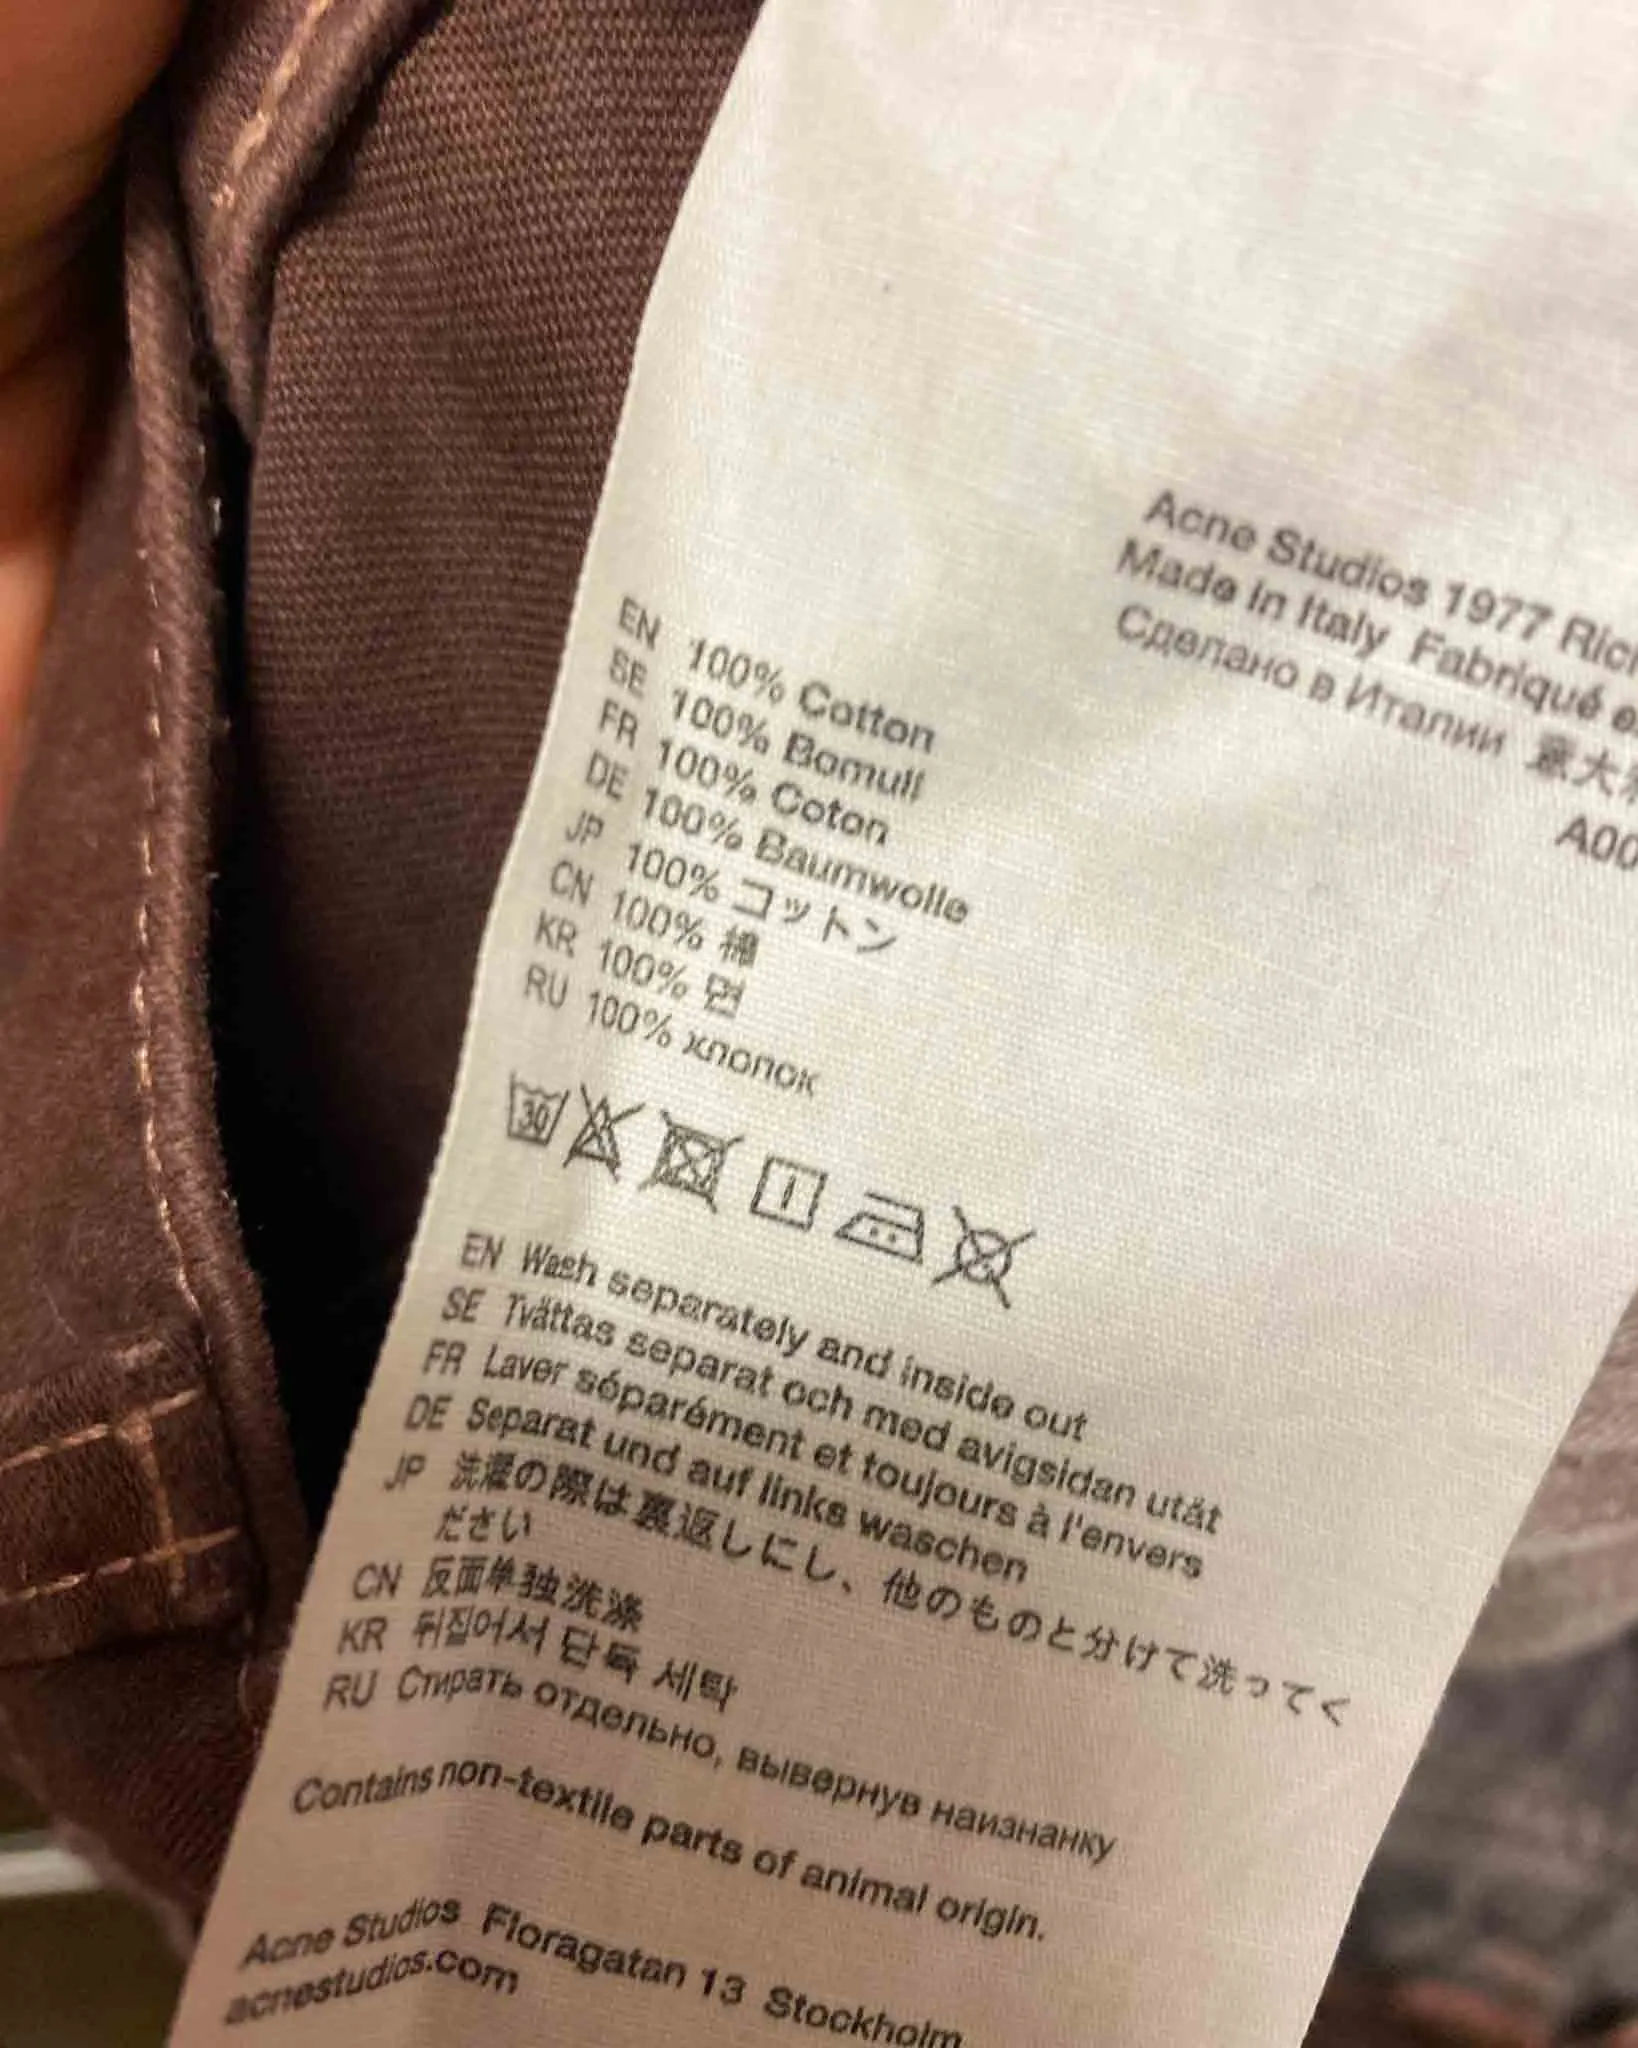 Acne Studios 1977
Made in Italy Fabriqué
Сделано в Италии 意大
A00
EN 100% Cotton
SE 100% Bomull
FR 100% Coton
DE 100% Baumwolle
JP 100% コットン
CN 100% 棉
KR 100% 면
RU 100% хлопок
30
EN Wash separately and inside out
SE Tvättas separat och med avigsidan utåt
FR Laver séparément et toujours à l'envers
DE Separat und auf links waschen
JP 洗濯の際は裏返しにし、他のものと分けて洗ってく
ださい
CN 反面单独洗涤
KR 뒤집어서 단독 세탁
RU Стирать отдельно, вывернув наизнанку
Contains non-textile parts of animal origin.
Acne Studios Floragatan 13 Stockholm
acnestudios.com